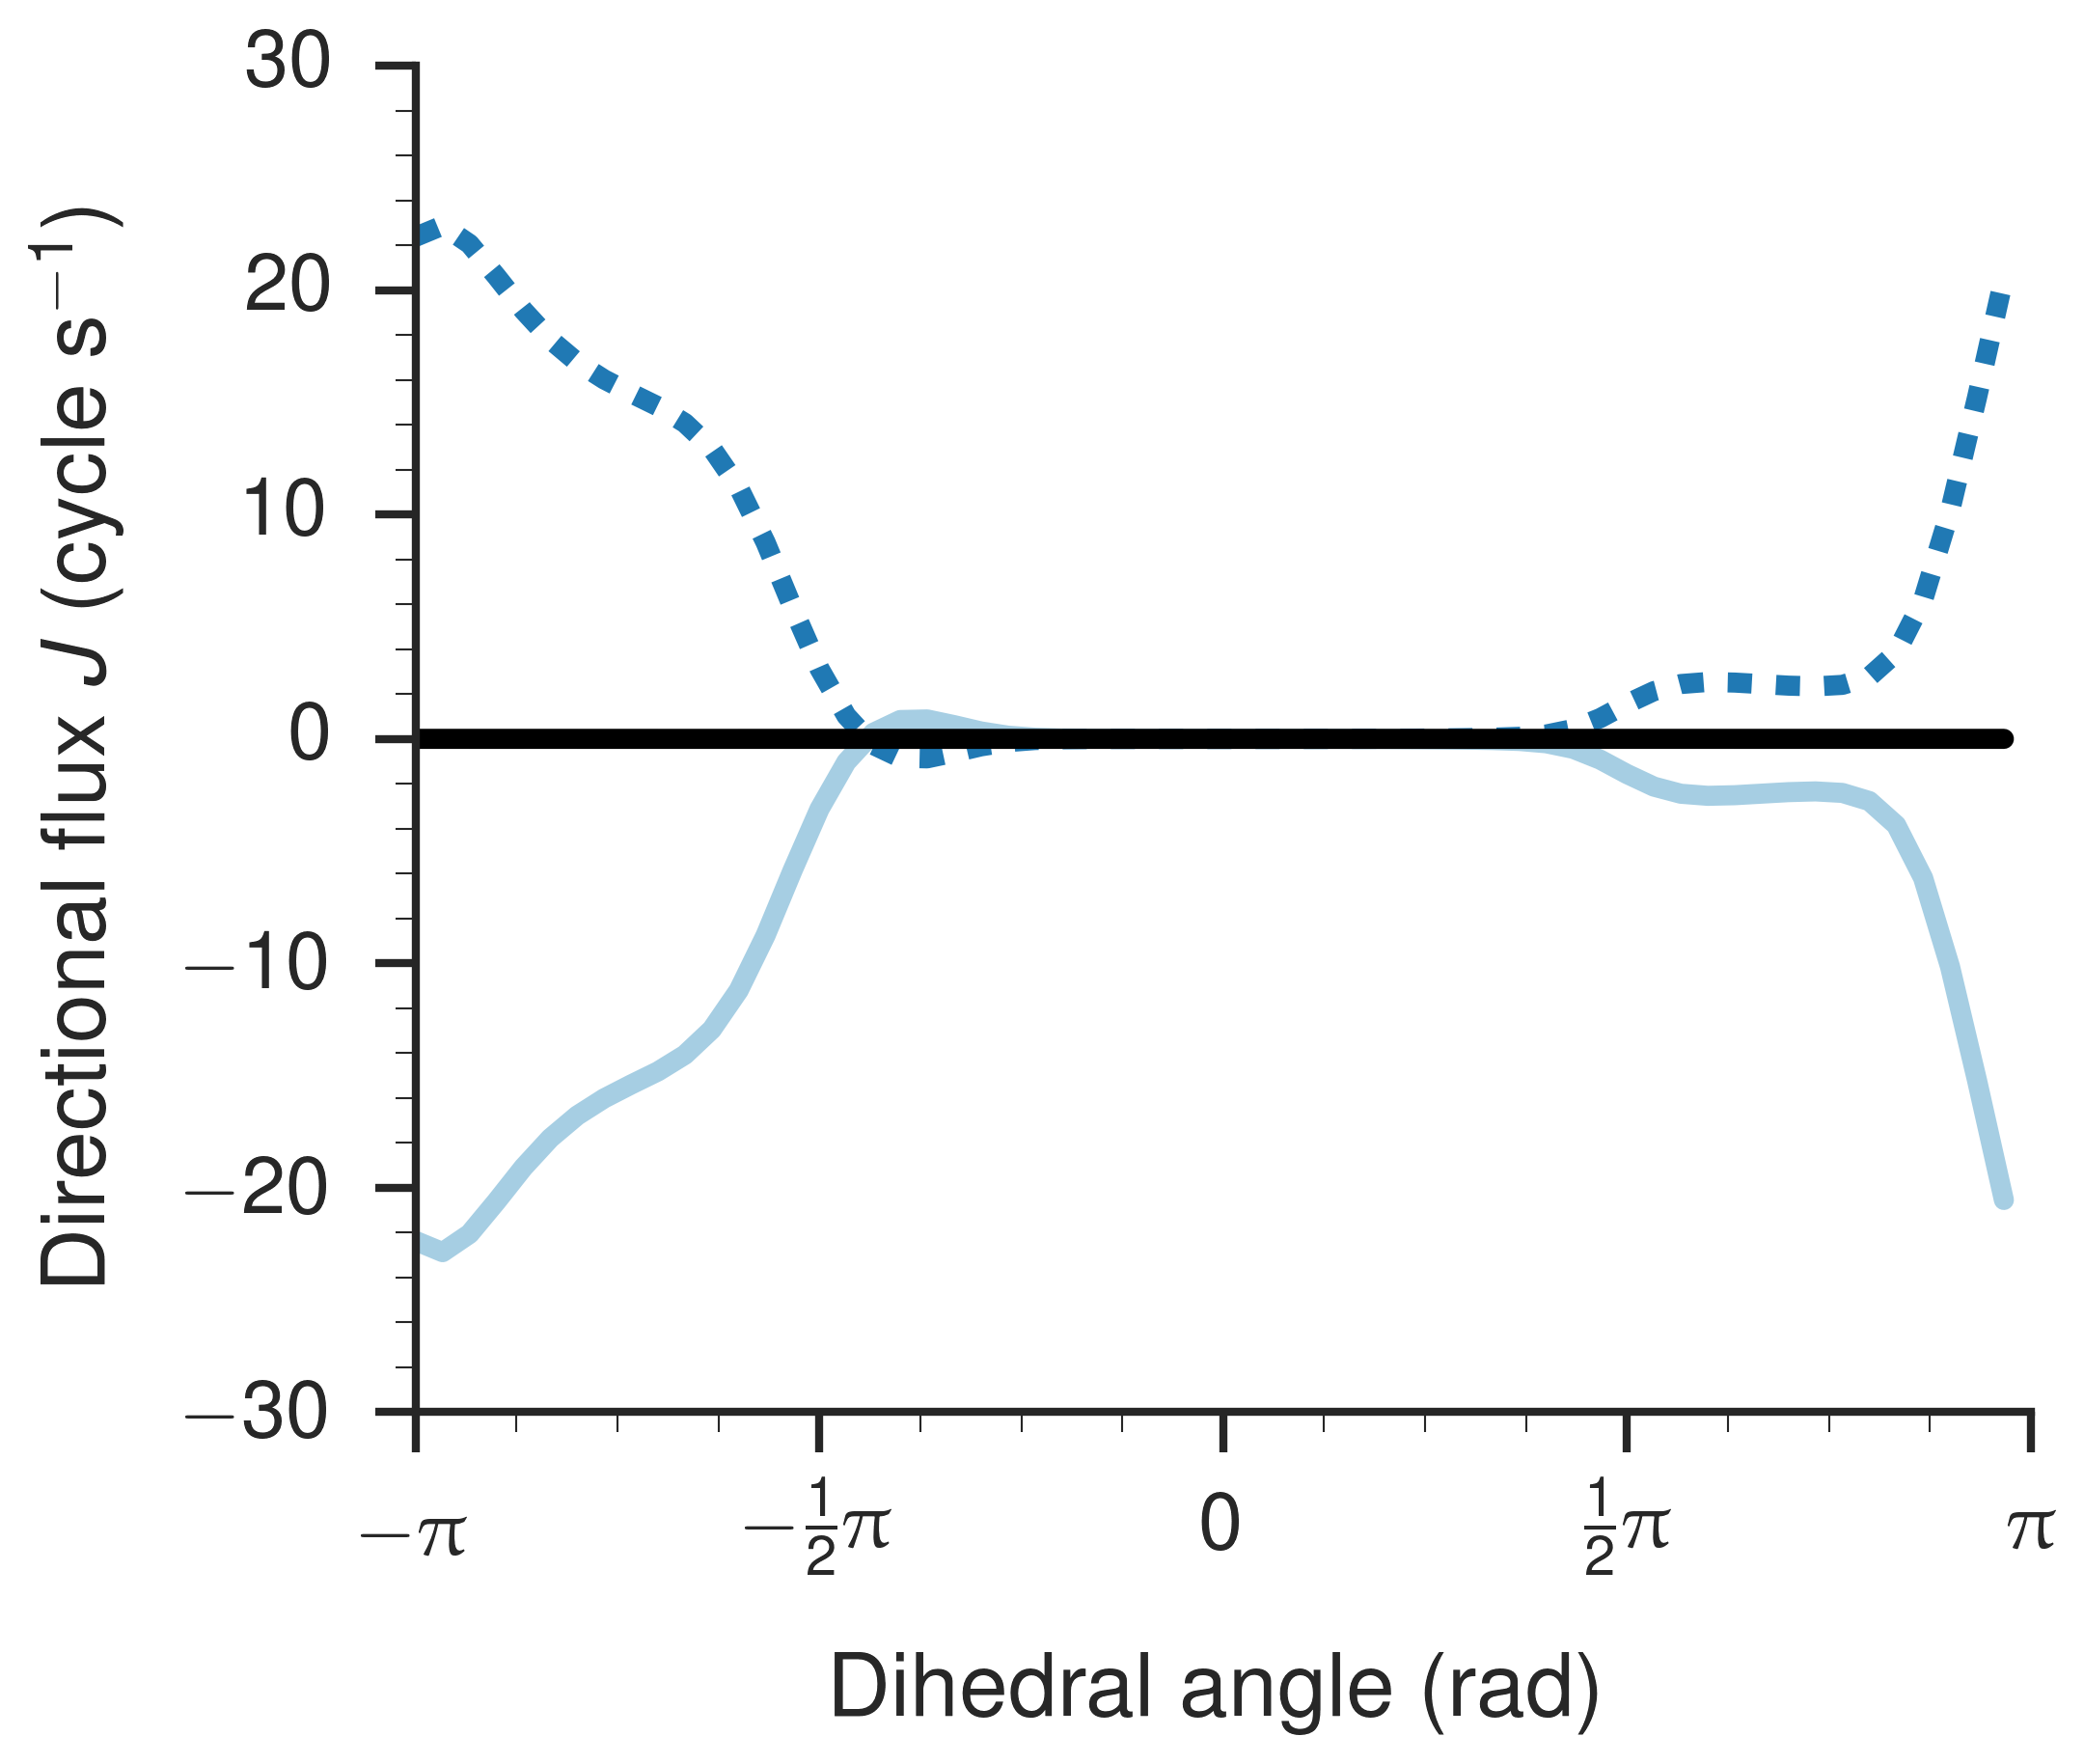 Directional flux J (cycle s⁻¹)
30
20
10
0
−10
−20
−30
−π
−½π
0
½π
π
Dihedral angle (rad)